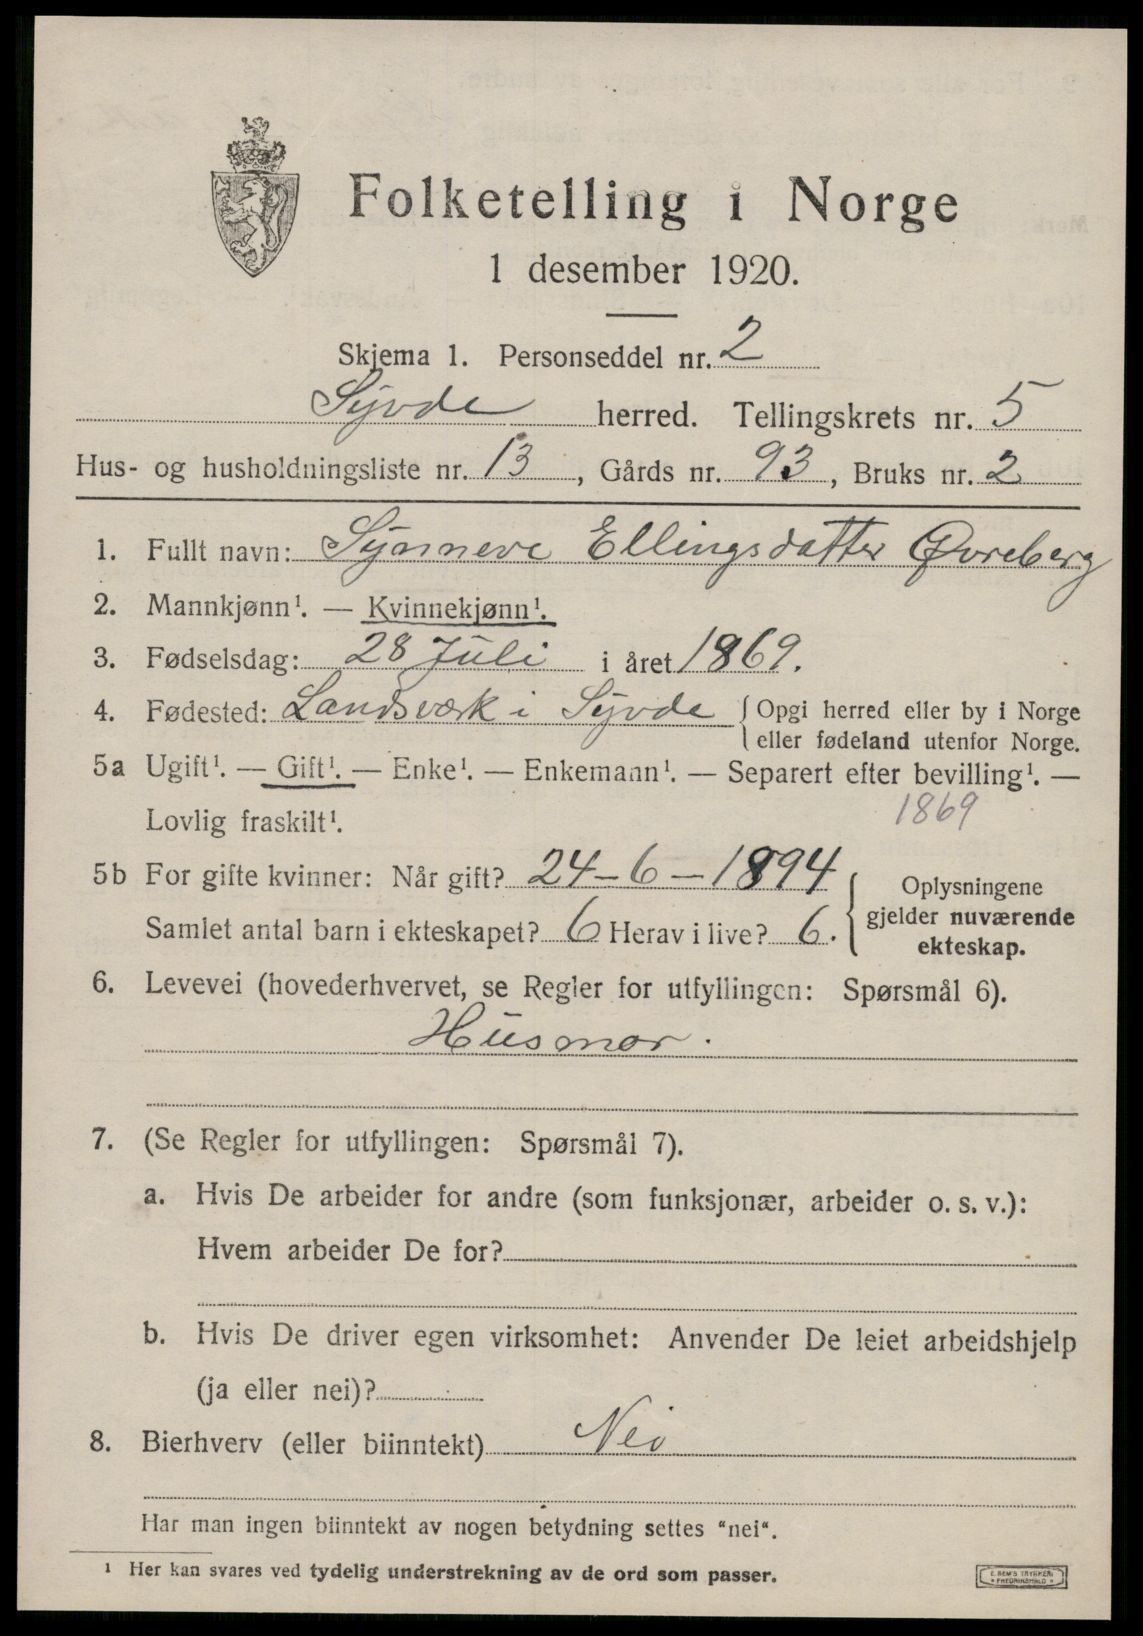 Folketelling i Norge
1 desember 1920.
Skjema 1. Personseddel nr. 2
Syvde herred. Tellingskrets nr. 5
Hus- og husholdningsliste nr. 13, Gårds nr. 93, Bruks nr. 2
1. Fullt navn: Synneve Ellingsdatter Øvreberg
2. Mannkjønn¹. — Kvinnekjønn¹.
3. Fødselsdag: 28 Juli i året 1869.
4. Fødested: Landsværk i Syvde { Opgi herred eller by i Norge
eller fødeland utenfor Norge.
5a Ugift¹. — Gift¹. — Enke¹. — Enkemann¹. — Separert efter bevilling¹. —
Lovlig fraskilt¹. 1869
5b For gifte kvinner: Når gift? 24–6–1894
Samlet antal barn i ekteskapet? 6 Herav i live? 6. { Oplysningene
gjelder nuværende
ekteskap.
6. Levevei (hovederhvervet, se Regler for utfyllingen: Spørsmål 6).
Husmor.
7. (Se Regler for utfyllingen: Spørsmål 7).
a. Hvis De arbeider for andre (som funksjonær, arbeider o. s. v.):
Hvem arbeider De for?
b. Hvis De driver egen virksomhet: Anvender De leiet arbeidshjelp
(ja eller nei)?
8. Bierhverv (eller biinntekt) Nei
Har man ingen biinntekt av nogen betydning settes "nei".
¹ Her kan svares ved tydelig understrekning av de ord som passer.
E. SEM'S TRYKKERI
FREDRIKSHALD